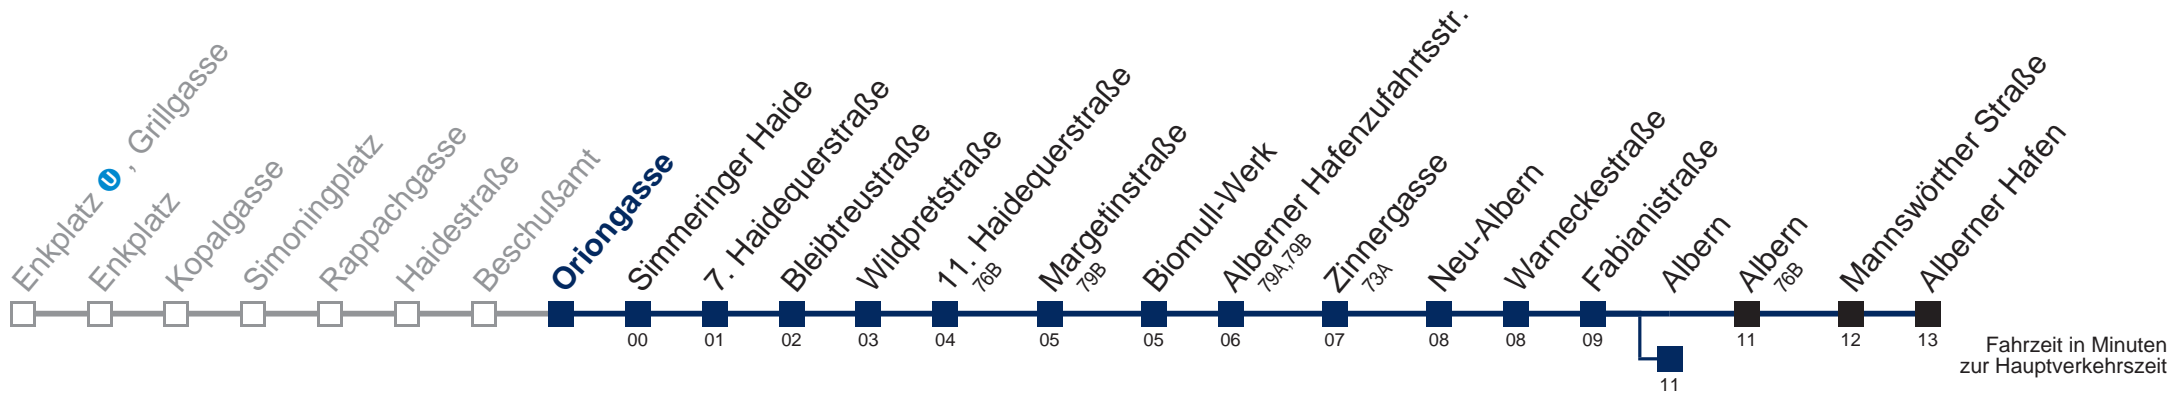 Enkplatz U , Grillgasse
Enkplatz
Kopalgasse
Simoningplatz
Rappachgasse
Haidestraße
Beschußamt
Oriongasse
Simmeringer Haide
7. Haidequerstraße
Bleibtreustraße
Wildpretstraße
11. Haidequerstraße
76B
Margetinstraße
79B
Biomull-Werk
Alberner Hafenzufahrtsstr.
79A,79B
Zinnergasse
73A
Neu-Albern
Warneckestraße
Fabianistraße
Albern
Albern
76B
Mannswörther Straße
Alberner Hafen
00 01 02 03 04 05 05 06 07 08 08 09 11 12 13
11
Fahrzeit in Minuten
zur Hauptverkehrszeit